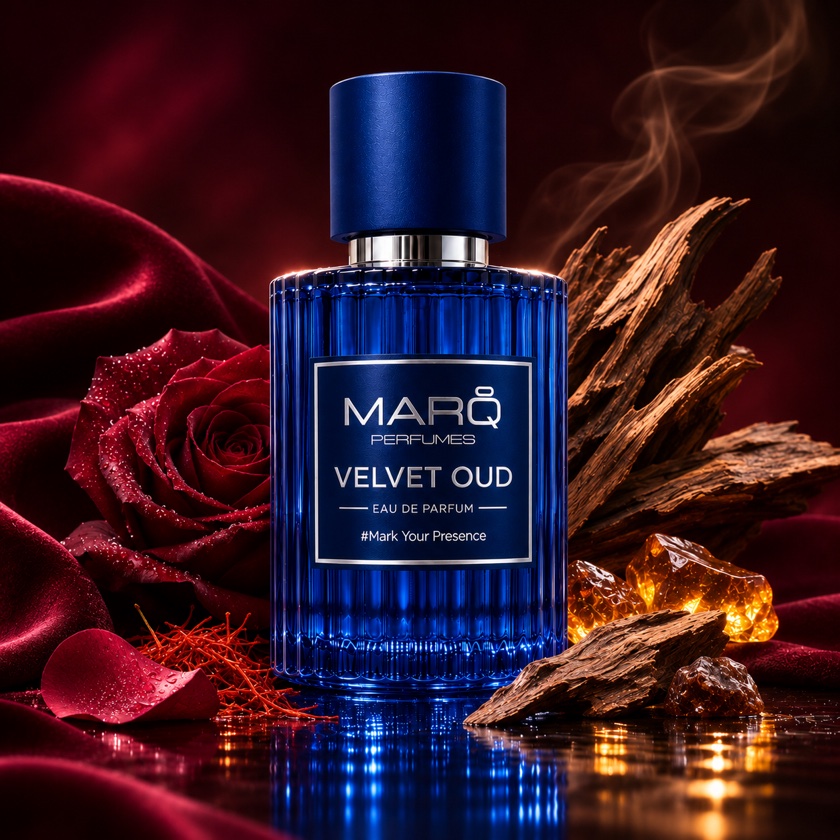 MARQ
PERFUMES
VELVET OUD
EAU DE PARFUM
#Mark Your Presence